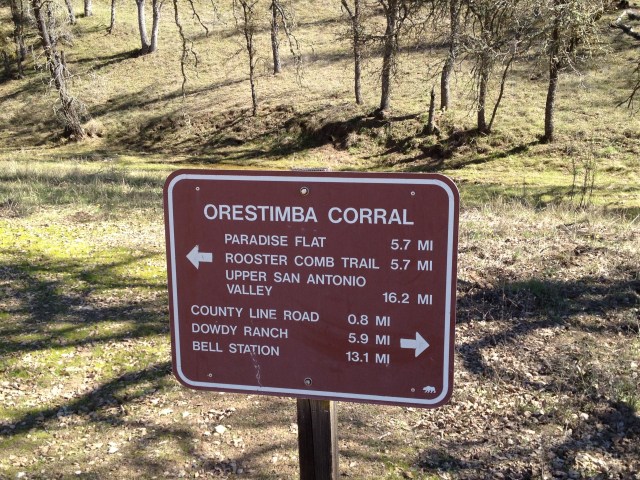 ORESTIMBA CORRAL
PARADISE FLAT 5.7 MI
ROOSTER COMB TRAIL 5.7 MI
UPPER SAN ANTONIO
VALLEY 16.2 MI
COUNTY LINE ROAD 0.8 MI
DOWDY RANCH 5.9 MI
BELL STATION 13.1 MI